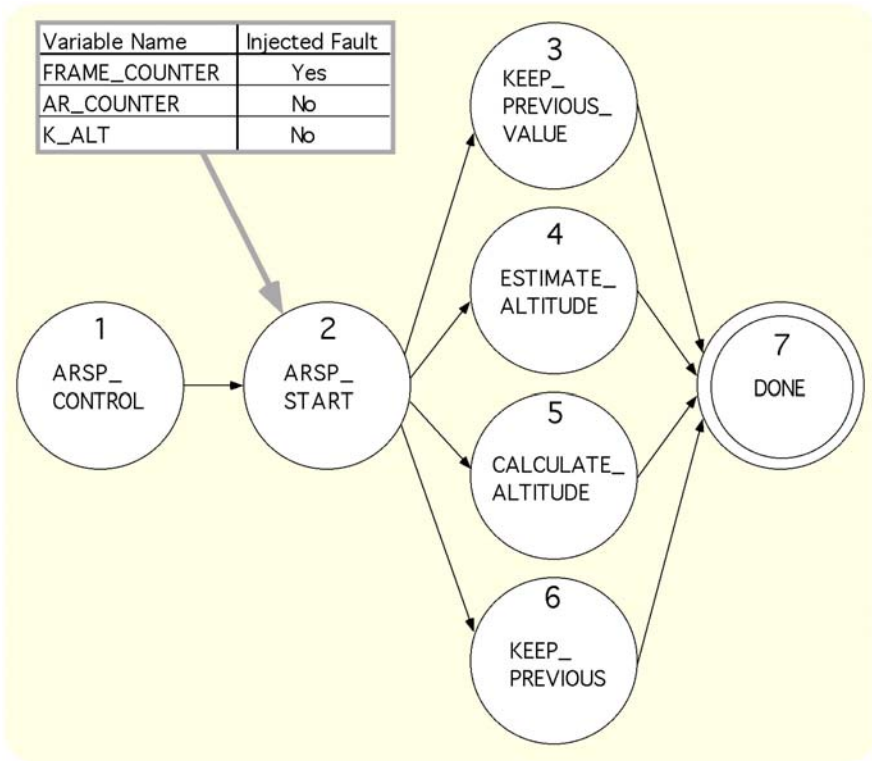 Variable Name Injected Fault
FRAME_COUNTER Yes
AR_COUNTER No
K_ALT No
1
ARSP_
CONTROL
2
ARSP_
START
3
KEEP_
PREVIOUS_
VALUE
4
ESTIMATE_
ALTITUDE
5
CALCULATE_
ALTITUDE
6
KEEP_
PREVIOUS
7
DONE